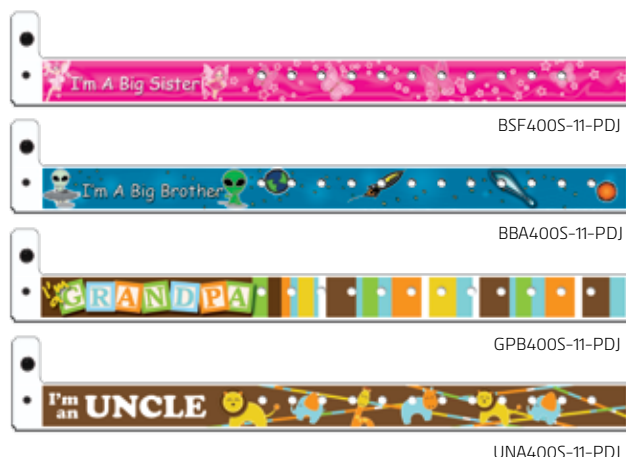 I'm A Big Sister
BSF400S-11-PDJ
I'm A Big Brother
BBA400S-11-PDJ
I'm a GRANDPA
GPB400S-11-PDJ
I'm
an UNCLE
UNA400S-11-PDJ